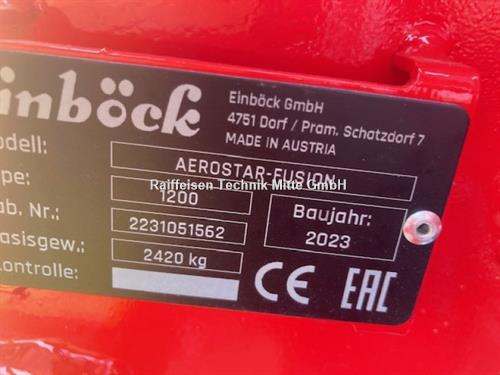 inböck
Einböck GmbH
4751 Dorf / Pram, Schatzdorf 7
MADE IN AUSTRIA
odell:
AEROSTAR-FUSION
Raiffeisen Technik Mitte GmbH
pe:
1200
ab. Nr.:
2231051562
Baujahr:
2023
asisgew.:
2420 kg
ontrolle:
CE EAC